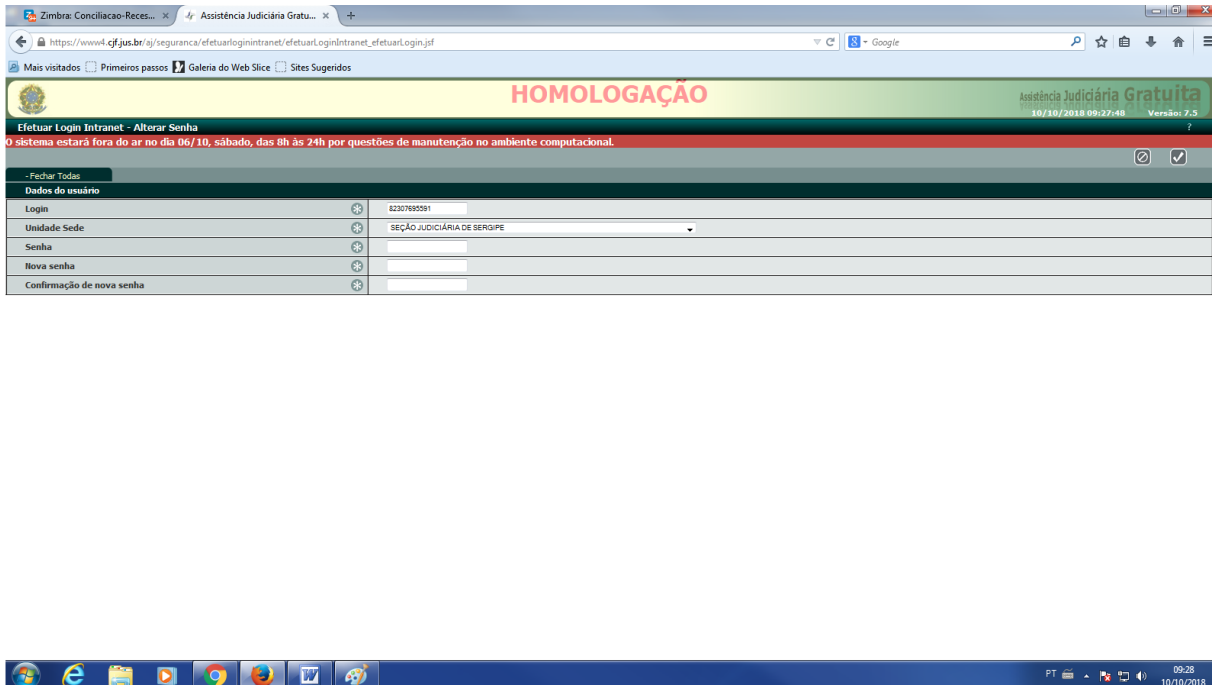 Zimbra: Conciliacao-Reces... × Assistência Judiciária Gratu... × +
https://www4.cjf.jus.br/aj/seguranca/efetuarloginintranet/efetuarLoginIntranet_efetuarLogin.jsf 8 - Google
Mais visitados Primeiros passos Galeria do Web Slice Sites Sugeridos
HOMOLOGAÇÃO Assistência Judiciária Gratuita
10/10/2018 09:27:48 Versão: 7.5
Efetuar Login Intranet - Alterar Senha ?
O sistema estará fora do ar no dia 06/10, sábado, das 8h às 24h por questões de manutenção no ambiente computacional.
- Fechar Todas
Dados do usuário
Login 82307695591
Unidade Sede SEÇÃO JUDICIÁRIA DE SERGIPE
Senha
Nova senha
Confirmação de nova senha
PT 09:28
10/10/2018